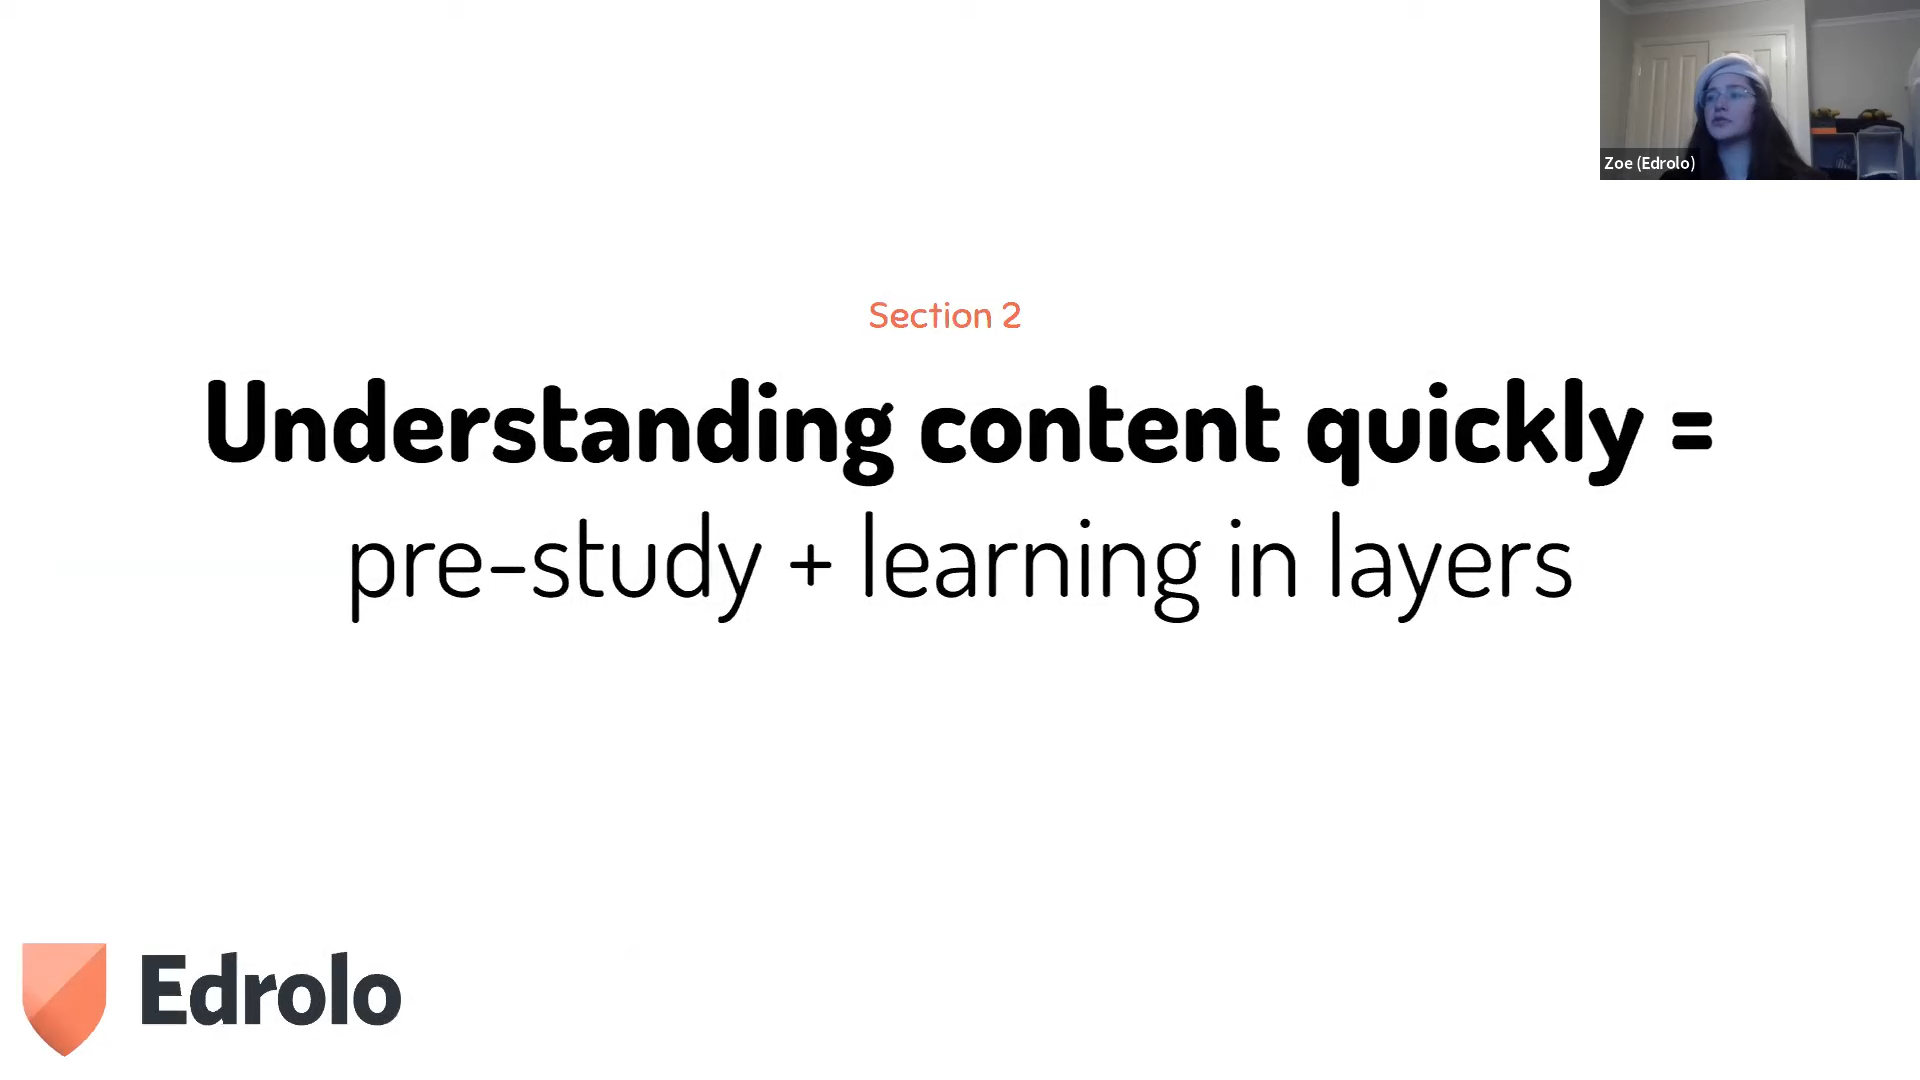 Zoe (Edrolo)
Section 2
Understanding content quickly =
pre-study + learning in layers
Edrolo